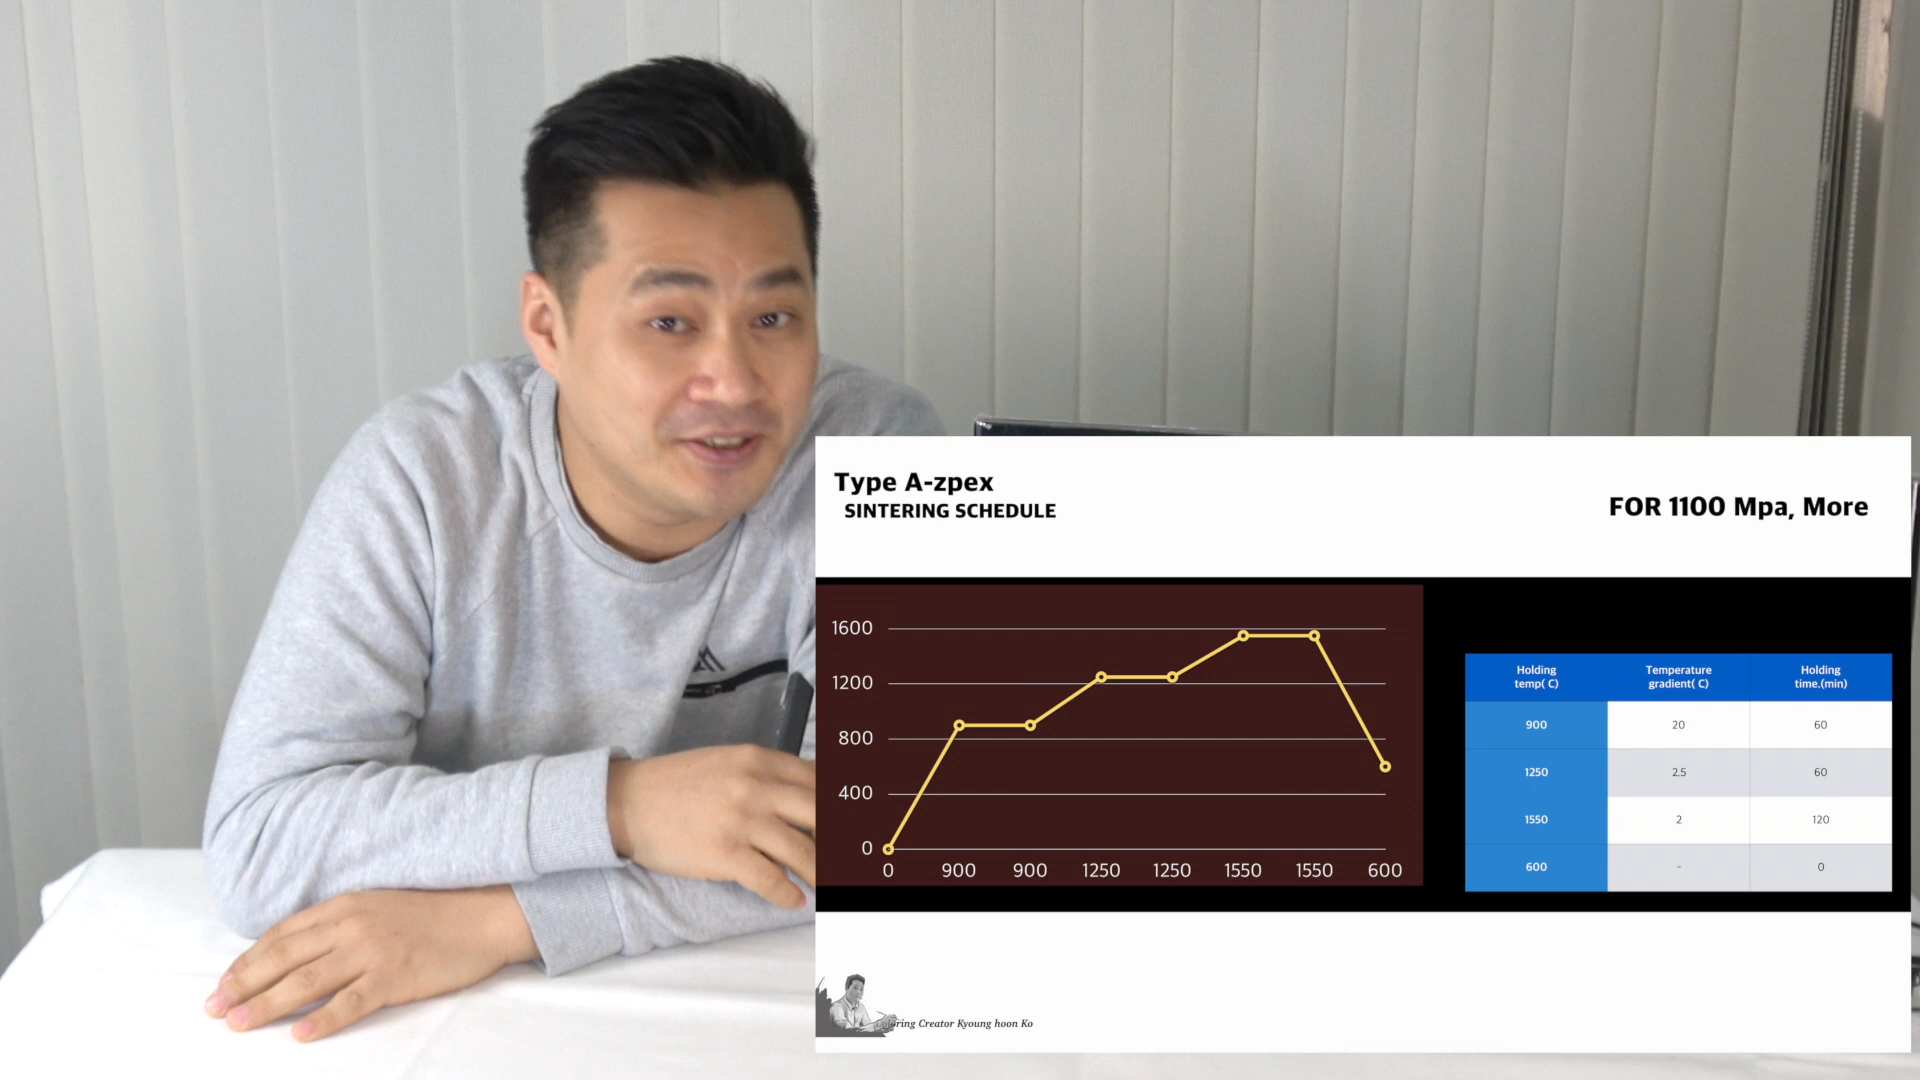 Type A-zpex
SINTERING SCHEDULE
FOR 1100 Mpa, More
1600
1200
800
400
0
0 900 900 1250 1250 1550 1550 600
Holding temp( C) Temperature gradient( C) Holding time.(min)
900 20 60
1250 2.5 60
1550 2 120
600 - 0
Coloring Creator Kyoung hoon Ko